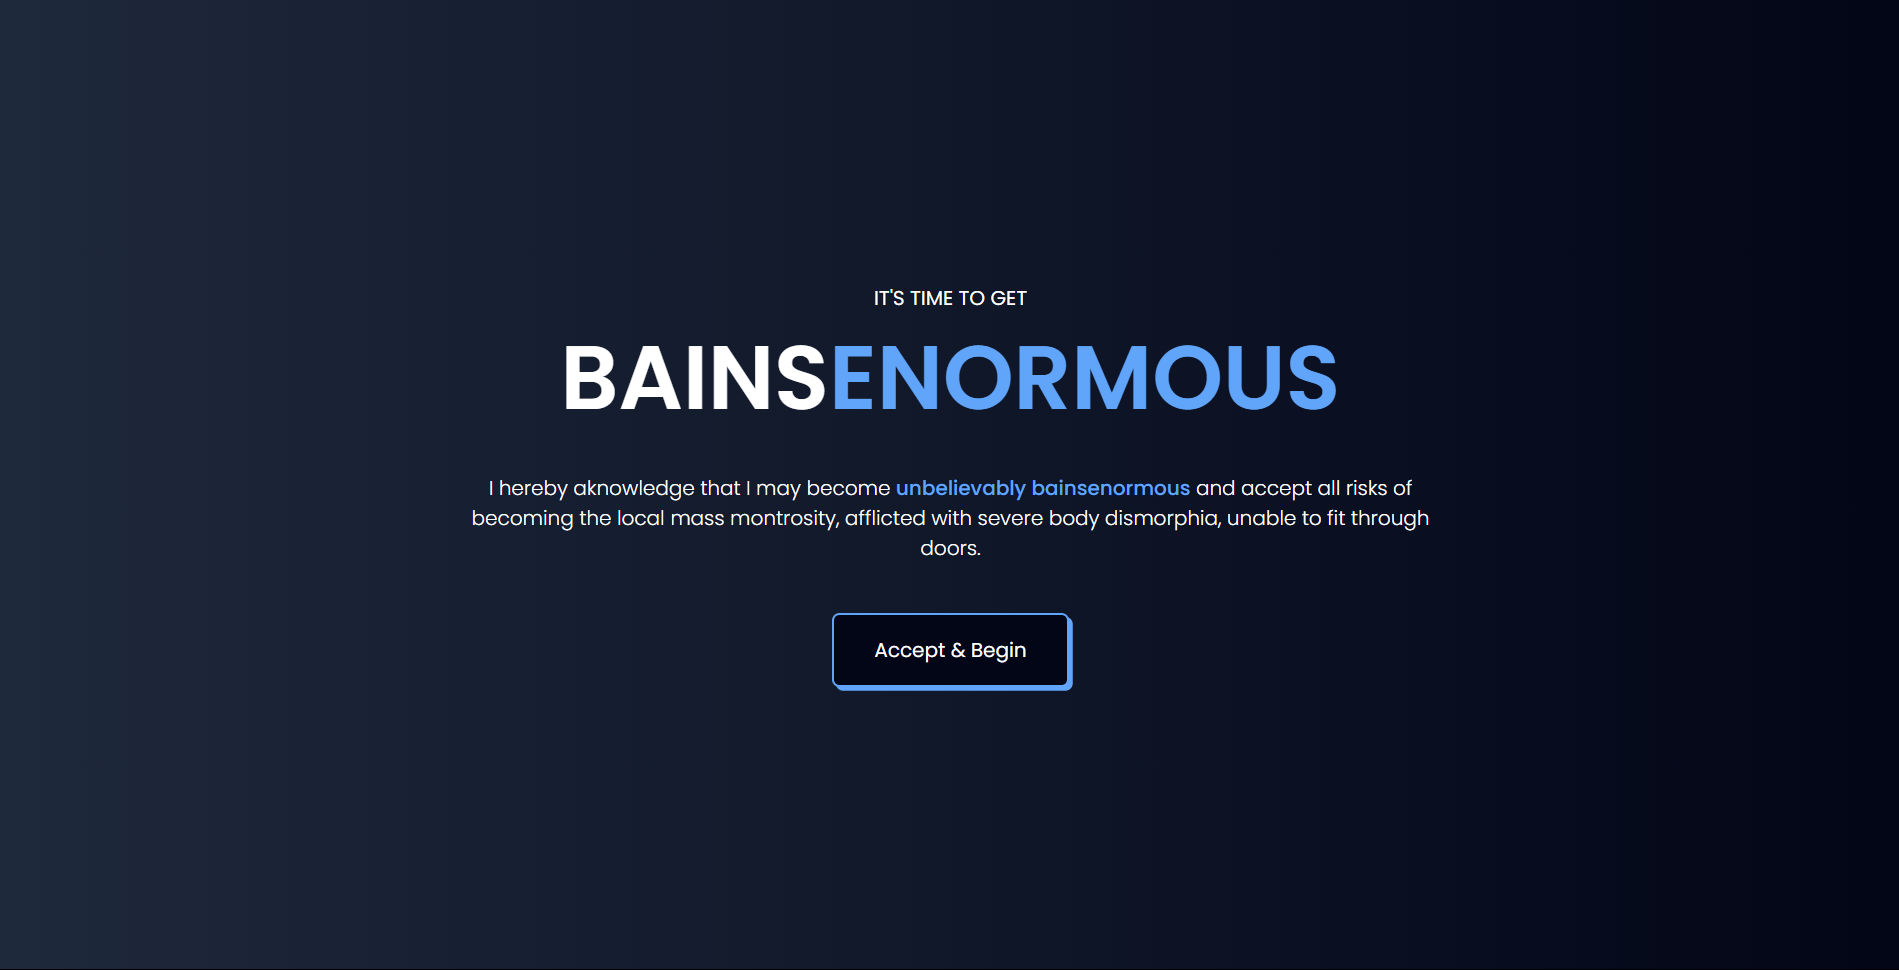 IT'S TIME TO GET
BAINSENORMOUS
I hereby aknowledge that I may become unbelievably bainsenormous and accept all risks of
becoming the local mass montrosity, afflicted with severe body dismorphia, unable to fit through
doors.
Accept & Begin